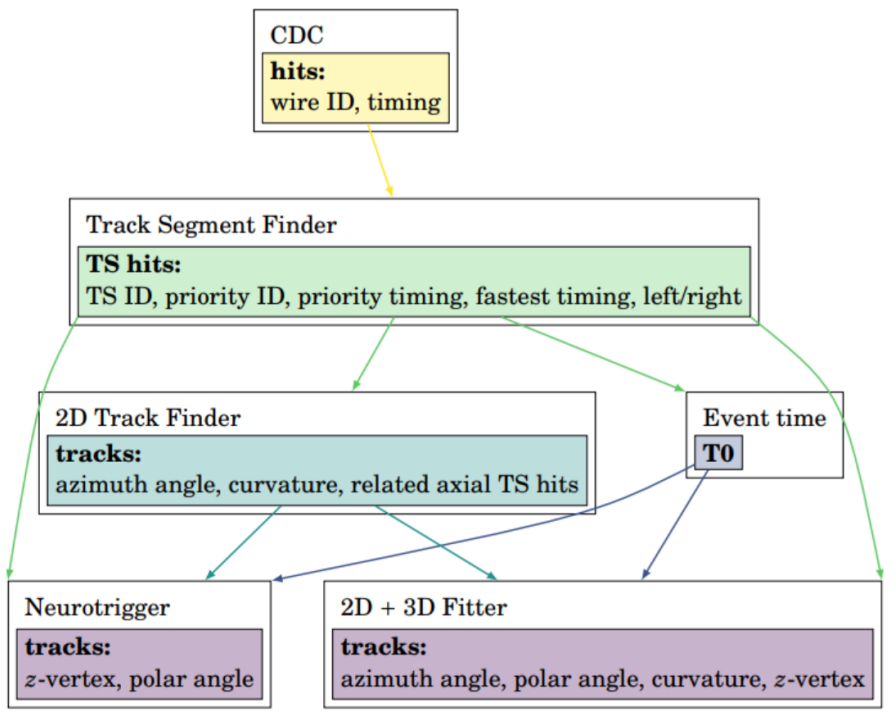 CDC
hits:
wire ID, timing
Track Segment Finder
TS hits:
TS ID, priority ID, priority timing, fastest timing, left/right
2D Track Finder
tracks:
azimuth angle, curvature, related axial TS hits
Event time
T0
Neurotrigger
tracks:
z-vertex, polar angle
2D + 3D Fitter
tracks:
azimuth angle, polar angle, curvature, z-vertex